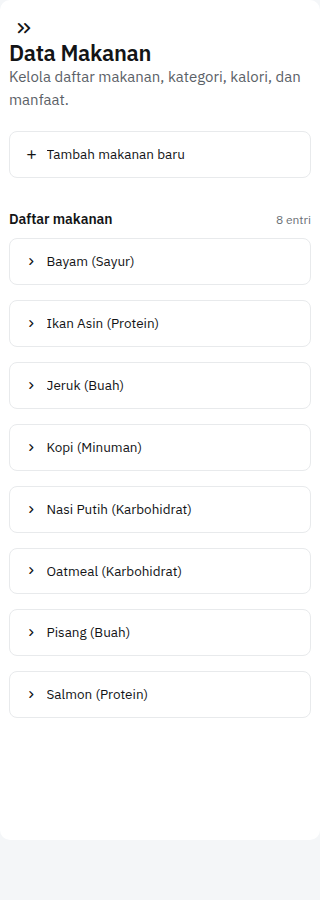 Data Makanan
Kelola daftar makanan, kategori, kalori, dan
manfaat.
Tambah makanan baru
Daftar makanan 8 entri
Bayam (Sayur)
Ikan Asin (Protein)
Jeruk (Buah)
Kopi (Minuman)
Nasi Putih (Karbohidrat)
Oatmeal (Karbohidrat)
Pisang (Buah)
Salmon (Protein)